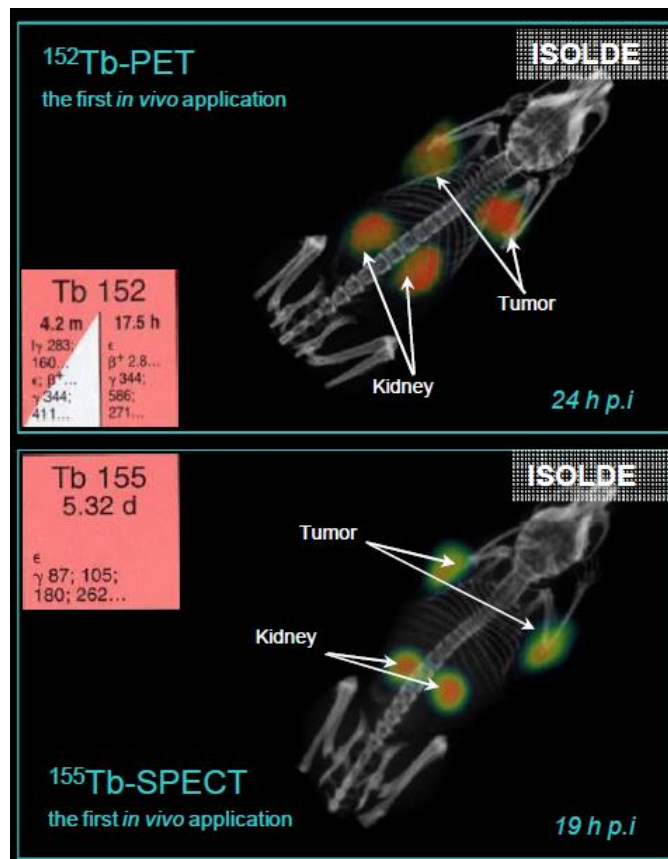 ¹⁵²Tb-PET
the first in vivo application
ISOLDE
Tumor
Kidney
24 h p.i
Tb 152
4.2 m 17.5 h
Iγ 283; ε
160... β⁺ 2.8...
ε; β⁺... γ 344;
γ 344; 586;
411... 271...
ISOLDE
Tb 155
5.32 d
ε
γ 87; 105;
180; 262...
Tumor
Kidney
¹⁵⁵Tb-SPECT
the first in vivo application
19 h p.i